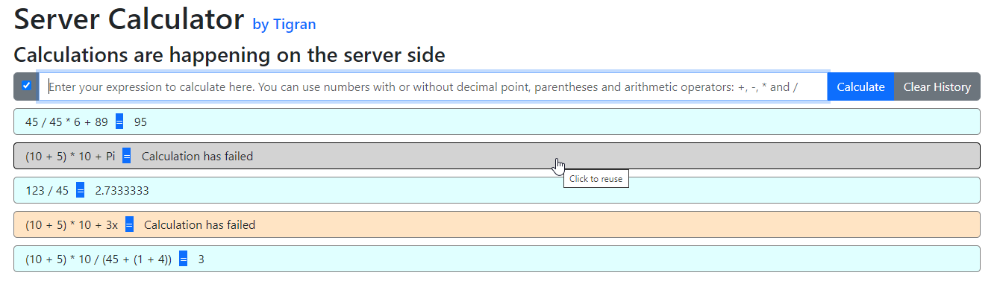 Server Calculator by Tigran
Calculations are happening on the server side
Enter your expression to calculate here. You can use numbers with or without decimal point, parentheses and arithmetic operators: +, -, * and / Calculate Clear History
45 / 45 * 6 + 89 = 95
(10 + 5) * 10 + Pi = Calculation has failed
Click to reuse
123 / 45 = 2.7333333
(10 + 5) * 10 + 3x = Calculation has failed
(10 + 5) * 10 / (45 + (1 + 4)) = 3